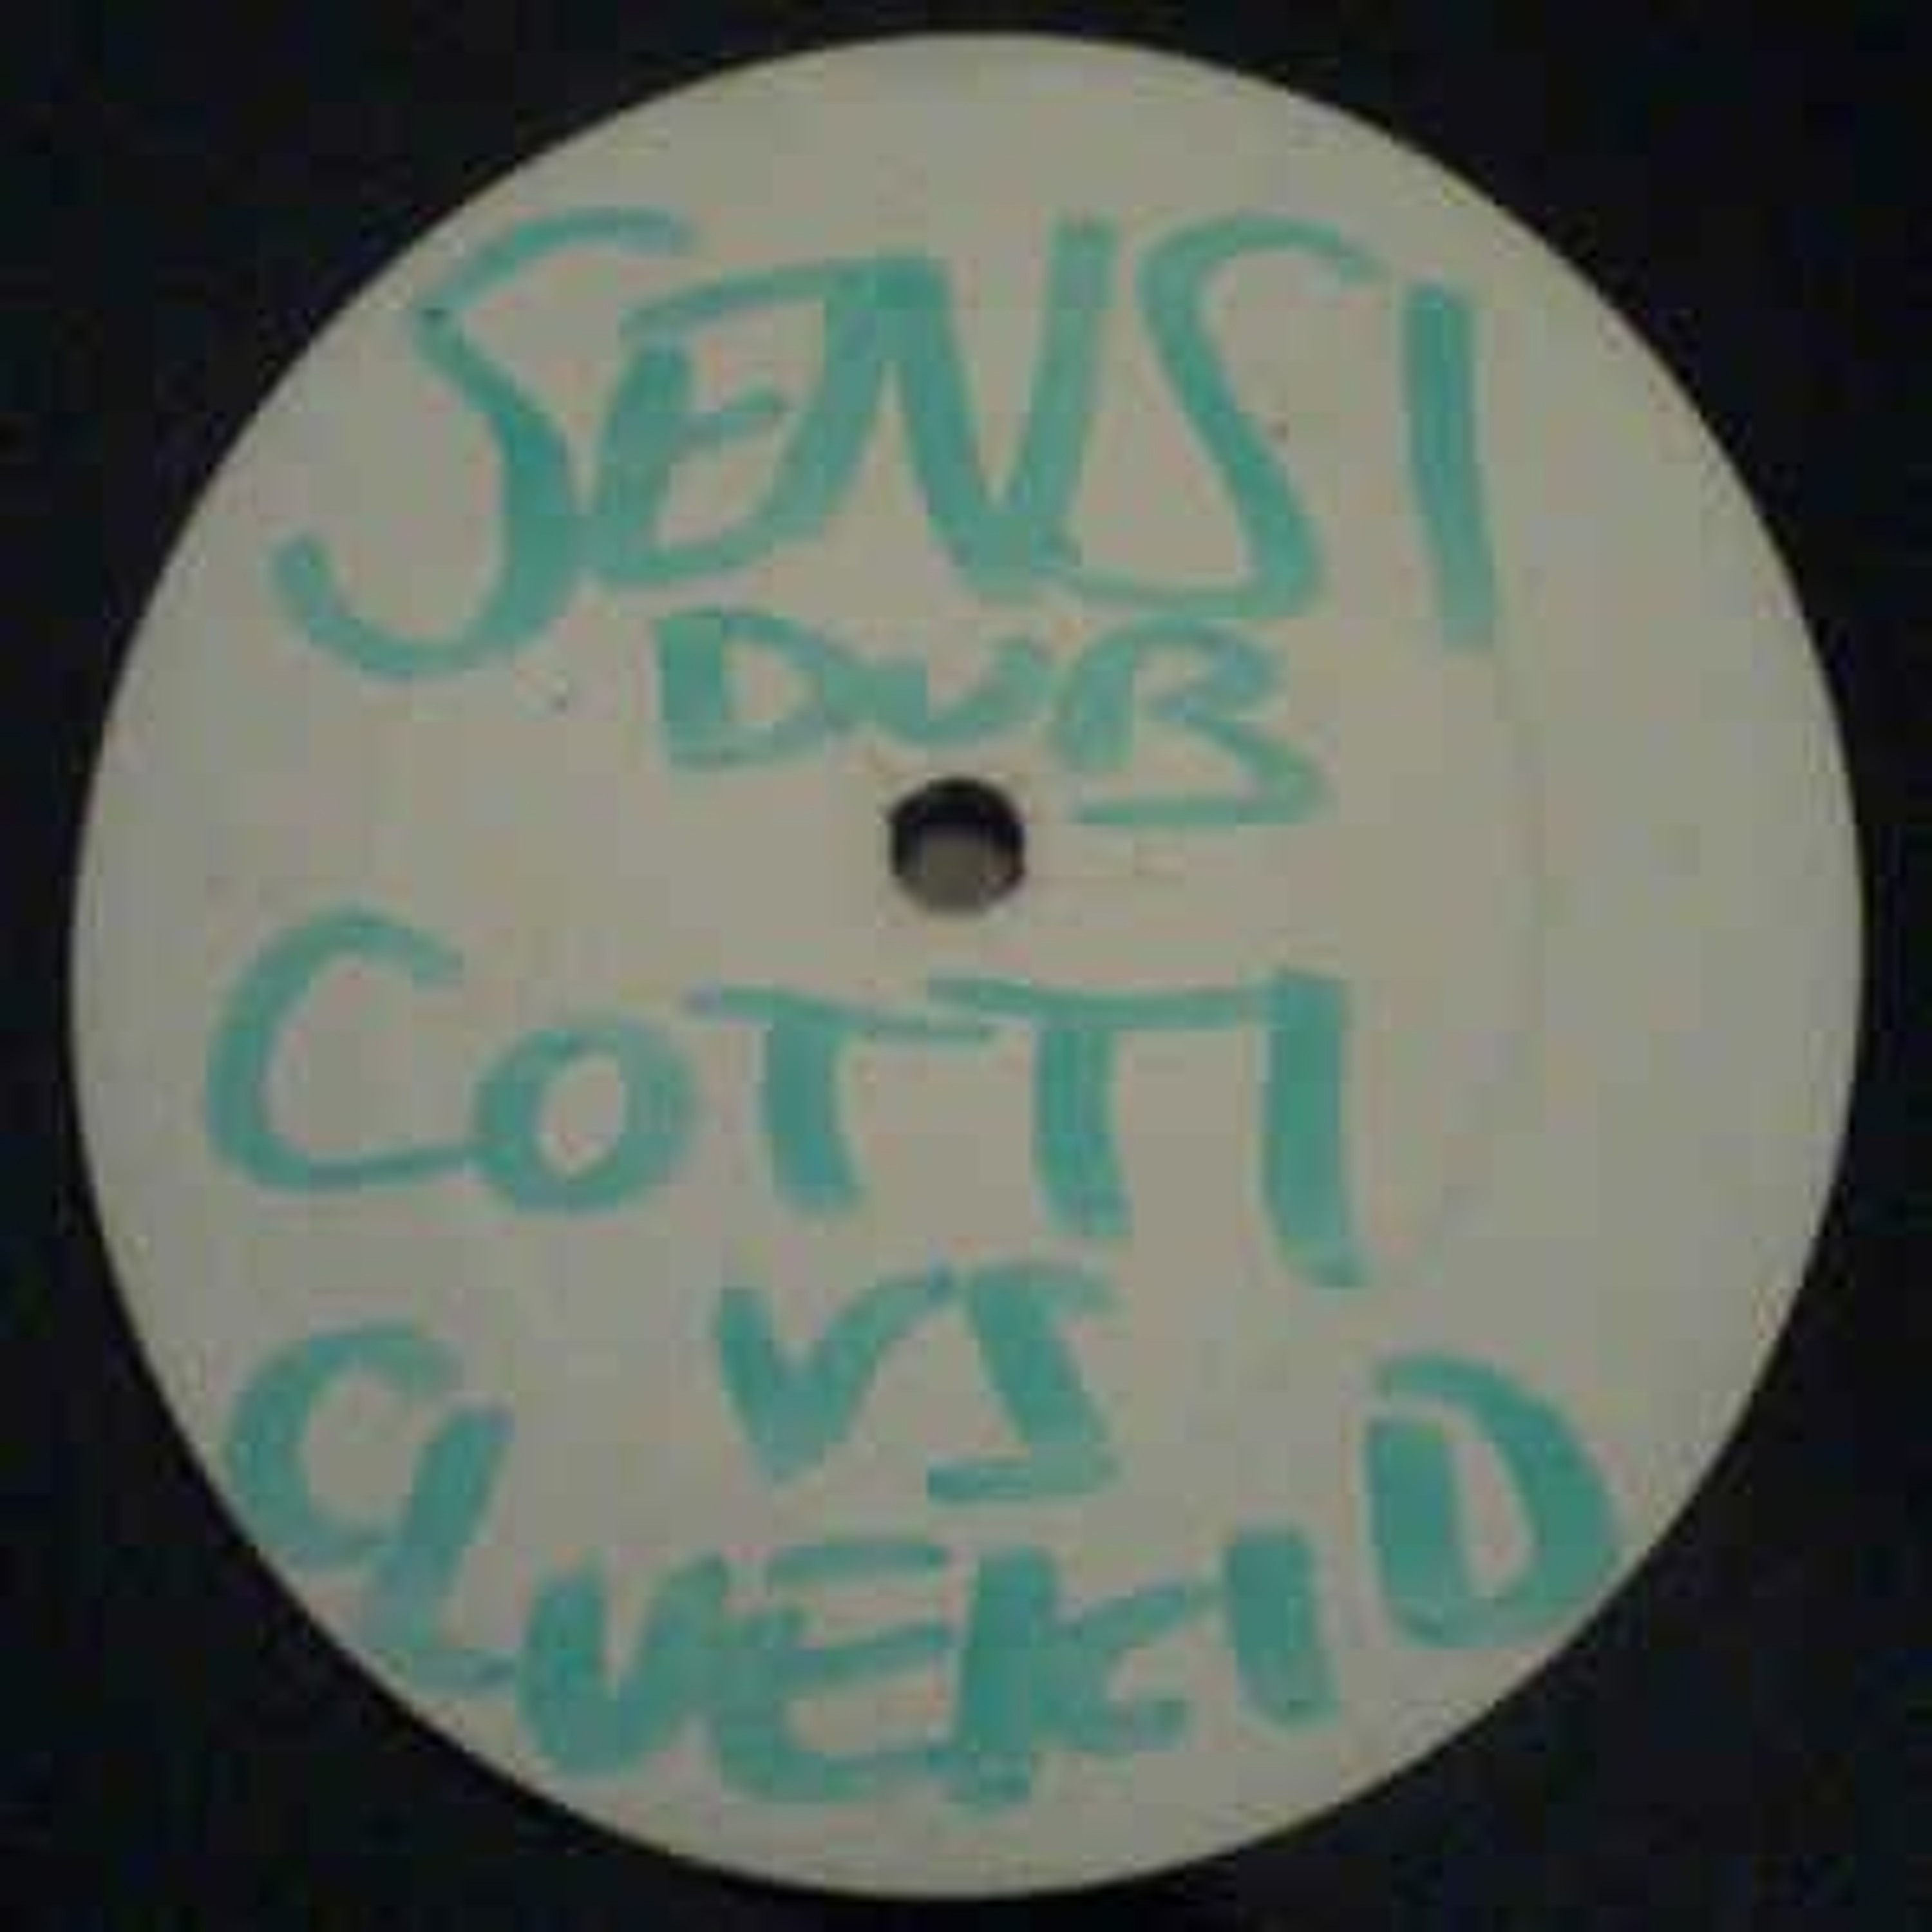 SENSI
DUB
COTTI
VS
CLUEKID